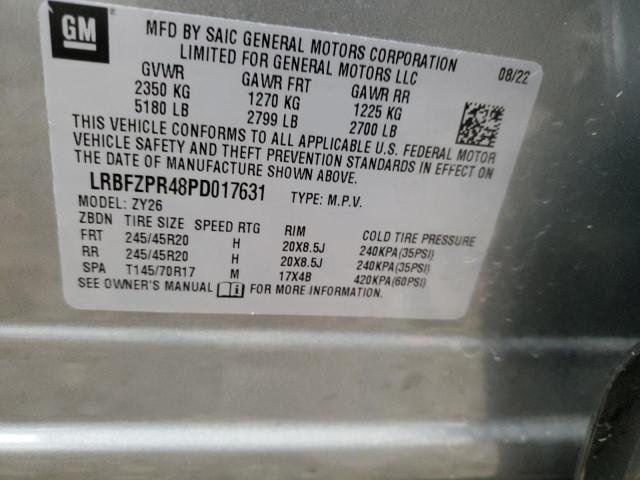 GM
MFD BY SAIC GENERAL MOTORS CORPORATION
LIMITED FOR GENERAL MOTORS LLC
08/22
GVWR GAWR FRT GAWR RR
2350 KG 1270 KG 1225 KG
5180 LB 2799 LB 2700 LB
THIS VEHICLE CONFORMS TO ALL APPLICABLE U.S. FEDERAL MOTOR
VEHICLE SAFETY AND THEFT PREVENTION STANDARDS IN EFFECT ON
THE DATE OF MANUFACTURE SHOWN ABOVE.
LRBFZPR48PD017631 TYPE: M.P.V.
MODEL: ZY26
ZBDN TIRE SIZE SPEED RTG RIM COLD TIRE PRESSURE
FRT 245/45R20 H 20X8.5J 240KPA(35PSI)
RR 245/45R20 H 20X8.5J 240KPA(35PSI)
SPA T145/70R17 M 17X4B 420KPA(60PSI)
SEE OWNER'S MANUAL FOR MORE INFORMATION.